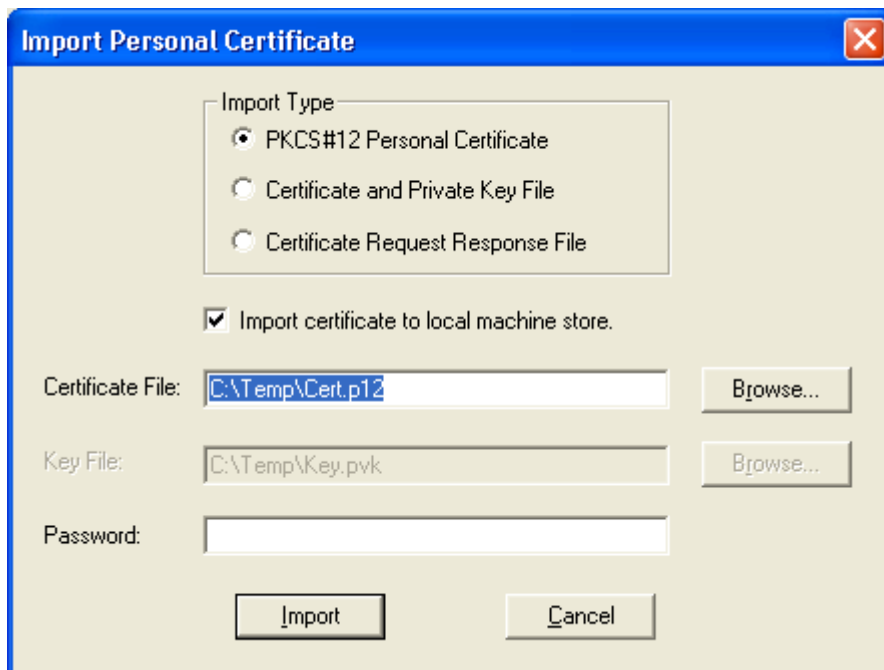 Import Personal Certificate
Import Type
PKCS#12 Personal Certificate
Certificate and Private Key File
Certificate Request Response File
Import certificate to local machine store.
Certificate File: C:\Temp\Cert.p12 Browse...
Key File: C:\Temp\Key.pvk Browse...
Password:
Import Cancel